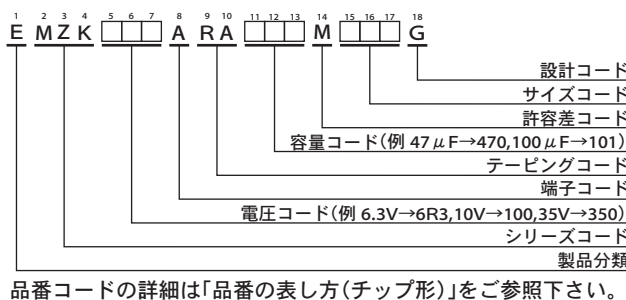 1 2 3 4 5 6 7 8 9 10 11 12 13 14 15 16 17 18
E MZK □□□ A RA □□□ M □□□ G
設計コード
サイズコード
許容差コード
容量コード(例 47μF→470,100μF→101)
テーピングコード
端子コード
電圧コード(例 6.3V→6R3,10V→100,35V→350)
シリーズコード
製品分類
品番コードの詳細は「品番の表し方(チップ形)」をご参照下さい。